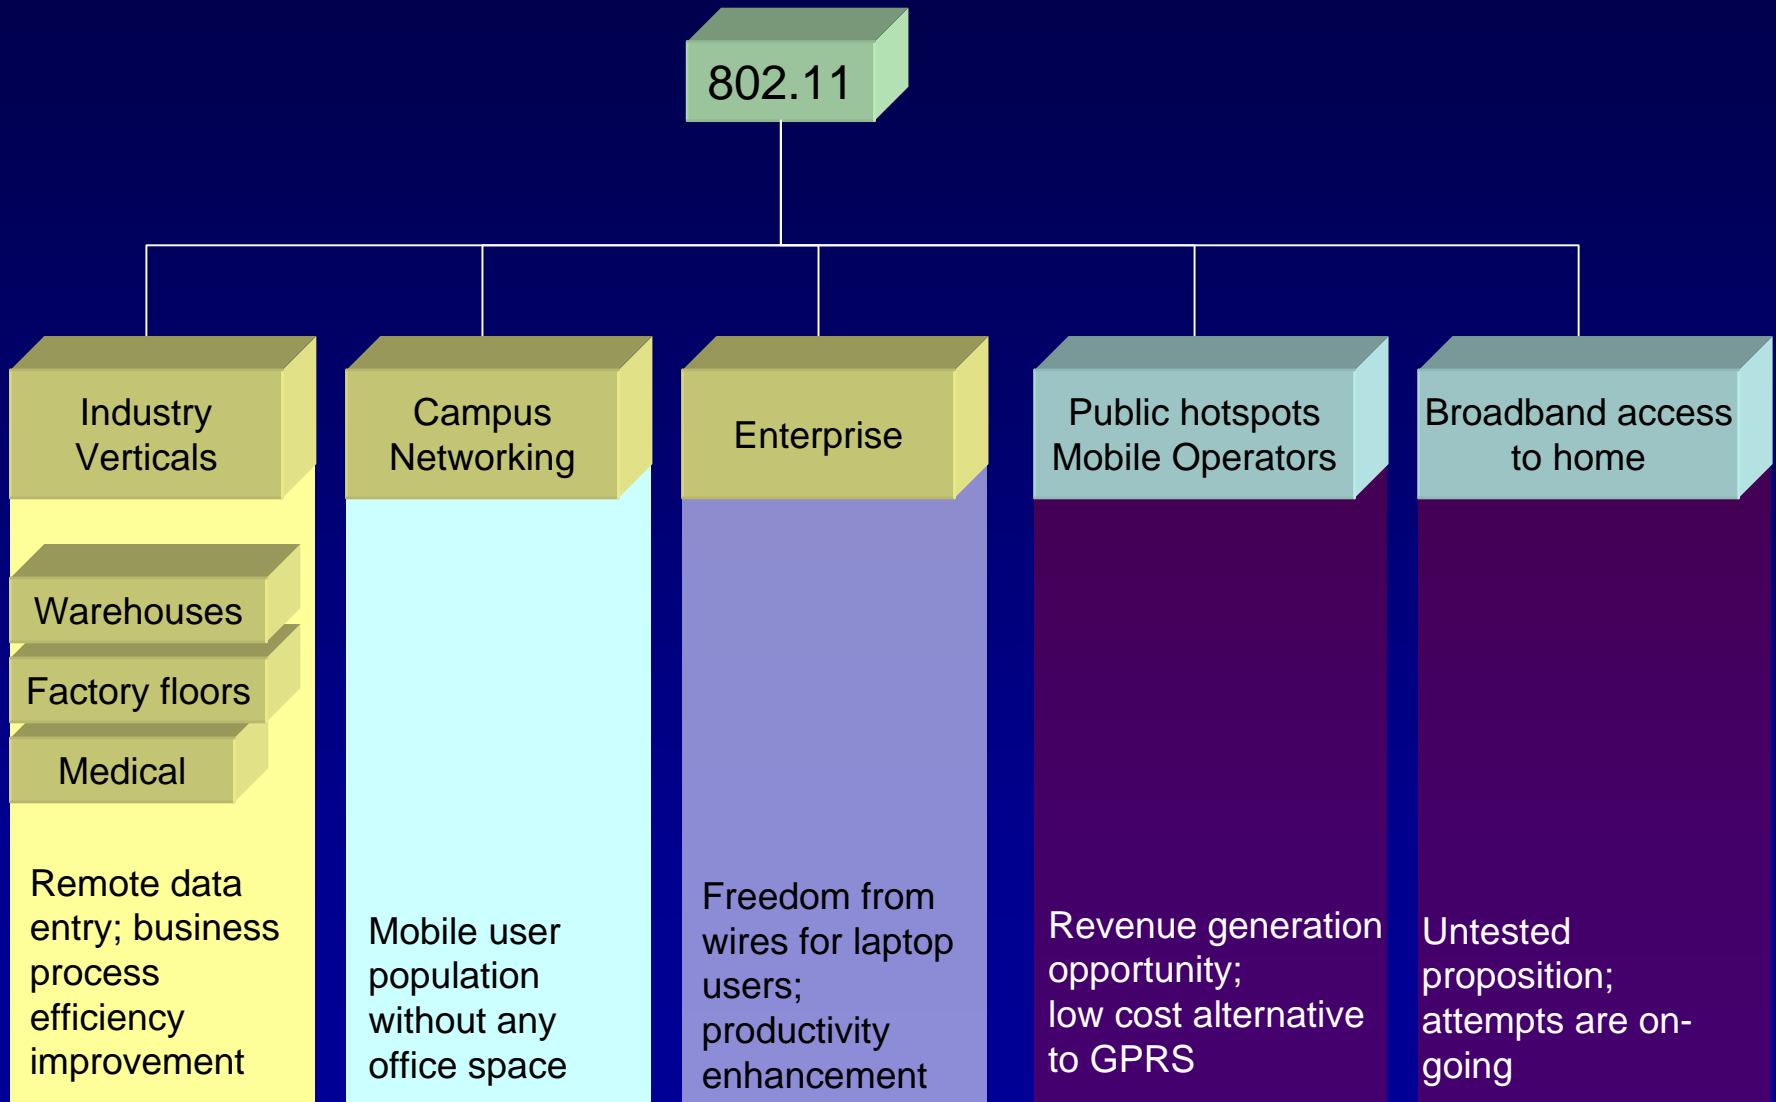 802.11
Industry
Verticals
Campus
Networking
Enterprise
Public hotspots
Mobile Operators
Broadband access
to home
Warehouses
Factory floors
Medical
Remote data
entry; business
process
efficiency
improvement
Mobile user
population
without any
office space
Freedom from
wires for laptop
users;
productivity
enhancement
Revenue generation
opportunity;
low cost alternative
to GPRS
Untested
proposition;
attempts are on-
going